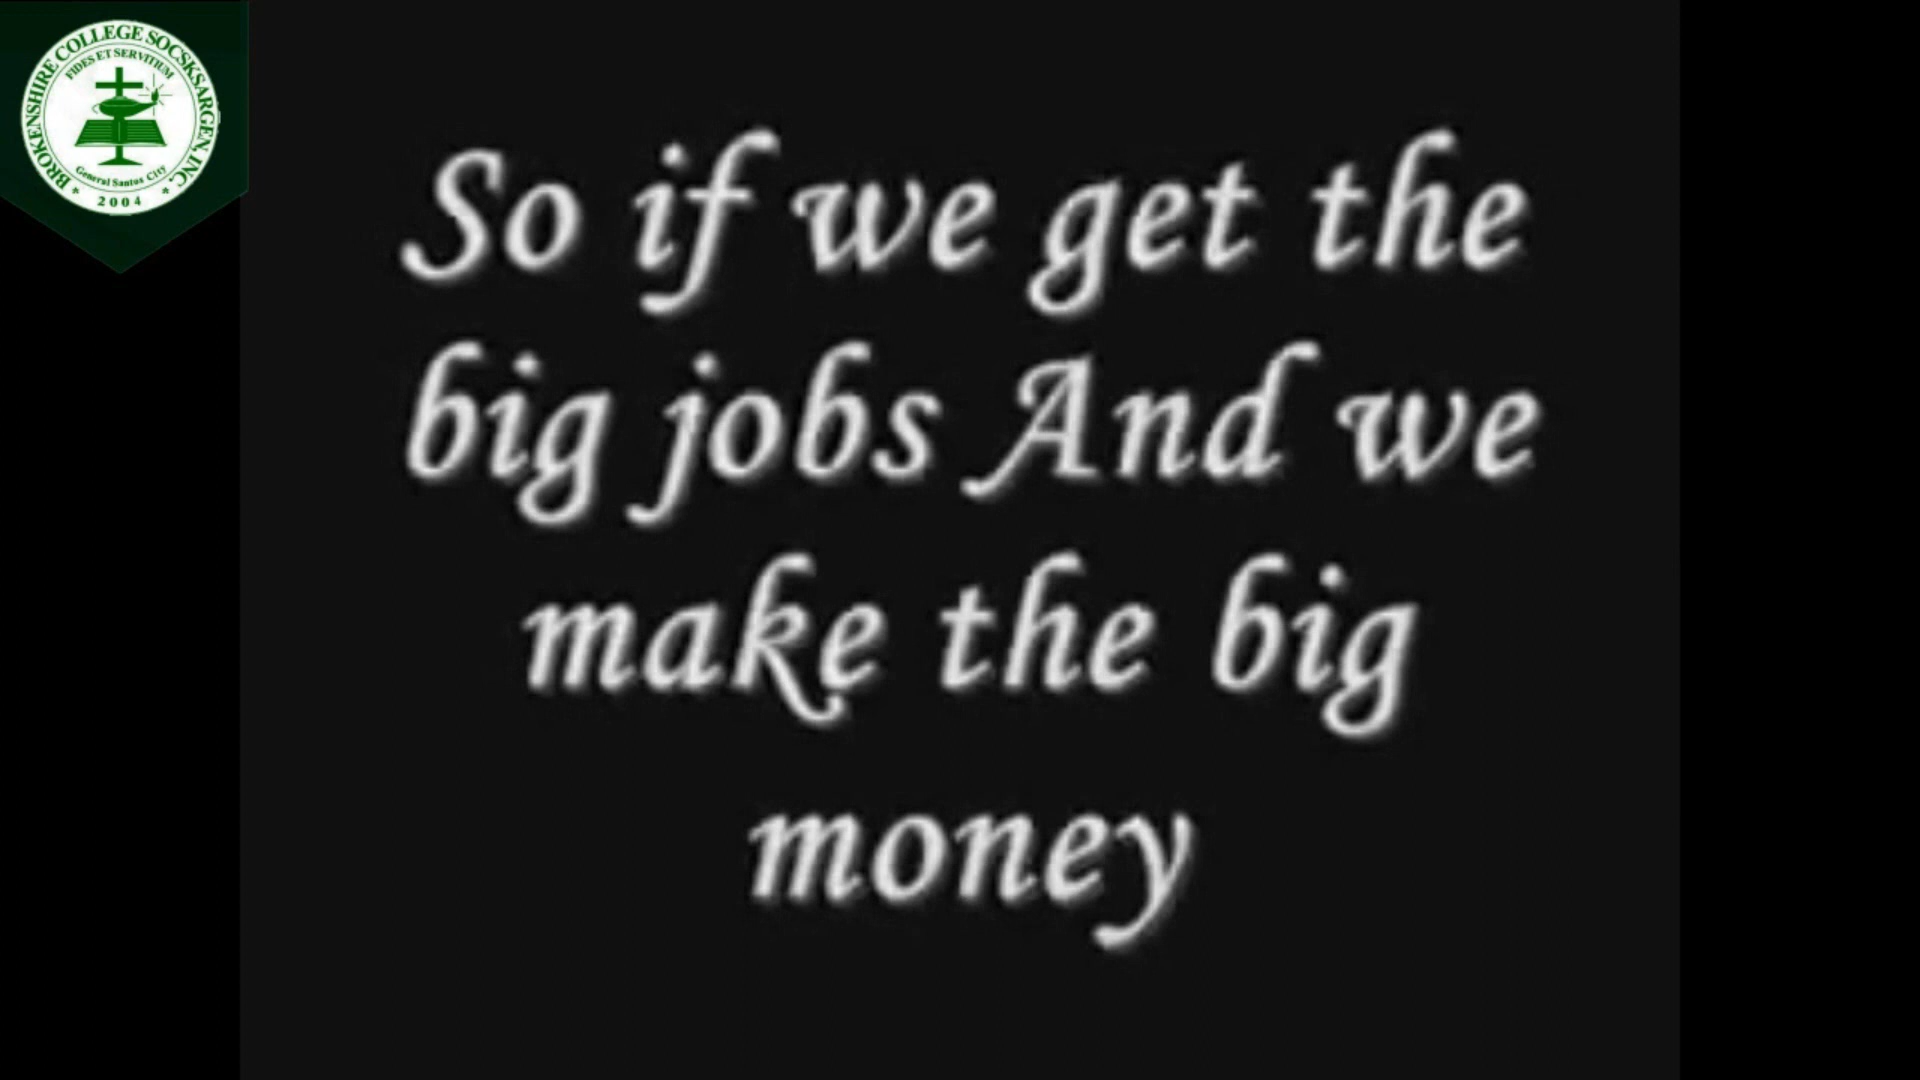 BROKENSHIRE COLLEGE SOCSKSARGEN, INC.
FIDES ET SERVITIUM
General Santos City
* 2004 *
So if we get the
big jobs And we
make the big
money